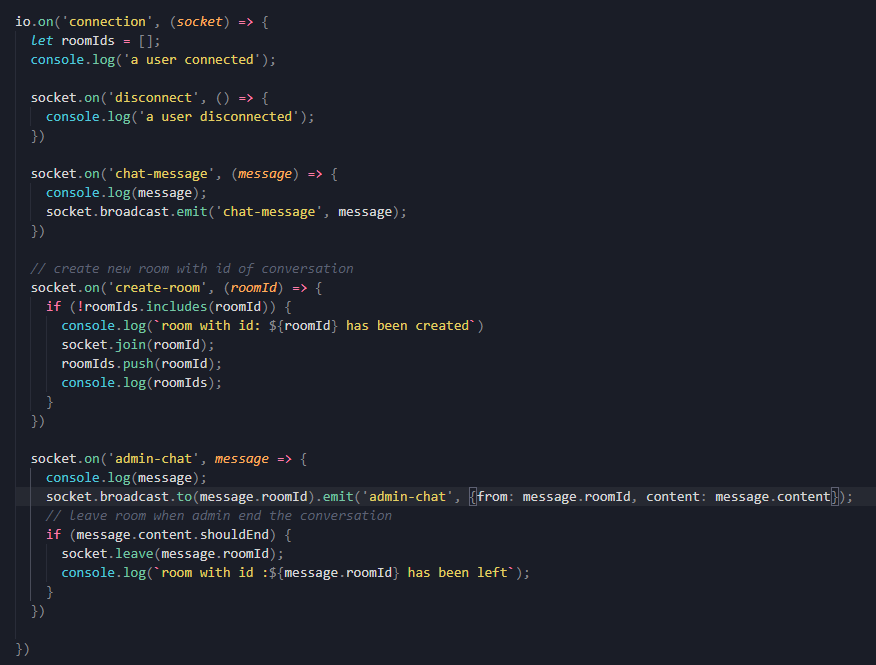 io.on('connection', (socket) => {
  let roomIds = [];
  console.log('a user connected');

  socket.on('disconnect', () => {
    console.log('a user disconnected');
  })

  socket.on('chat-message', (message) => {
    console.log(message);
    socket.broadcast.emit('chat-message', message);
  })

  // create new room with id of conversation
  socket.on('create-room', (roomId) => {
    if (!roomIds.includes(roomId)) {
      console.log(`room with id: ${roomId} has been created`)
      socket.join(roomId);
      roomIds.push(roomId);
      console.log(roomIds);
    }
  })

  socket.on('admin-chat', message => {
    console.log(message);
    socket.broadcast.to(message.roomId).emit('admin-chat', {from: message.roomId, content: message.content});
    // leave room when admin end the conversation
    if (message.content.shouldEnd) {
      socket.leave(message.roomId);
      console.log(`room with id :${message.roomId} has been left`);
    }
  })

})